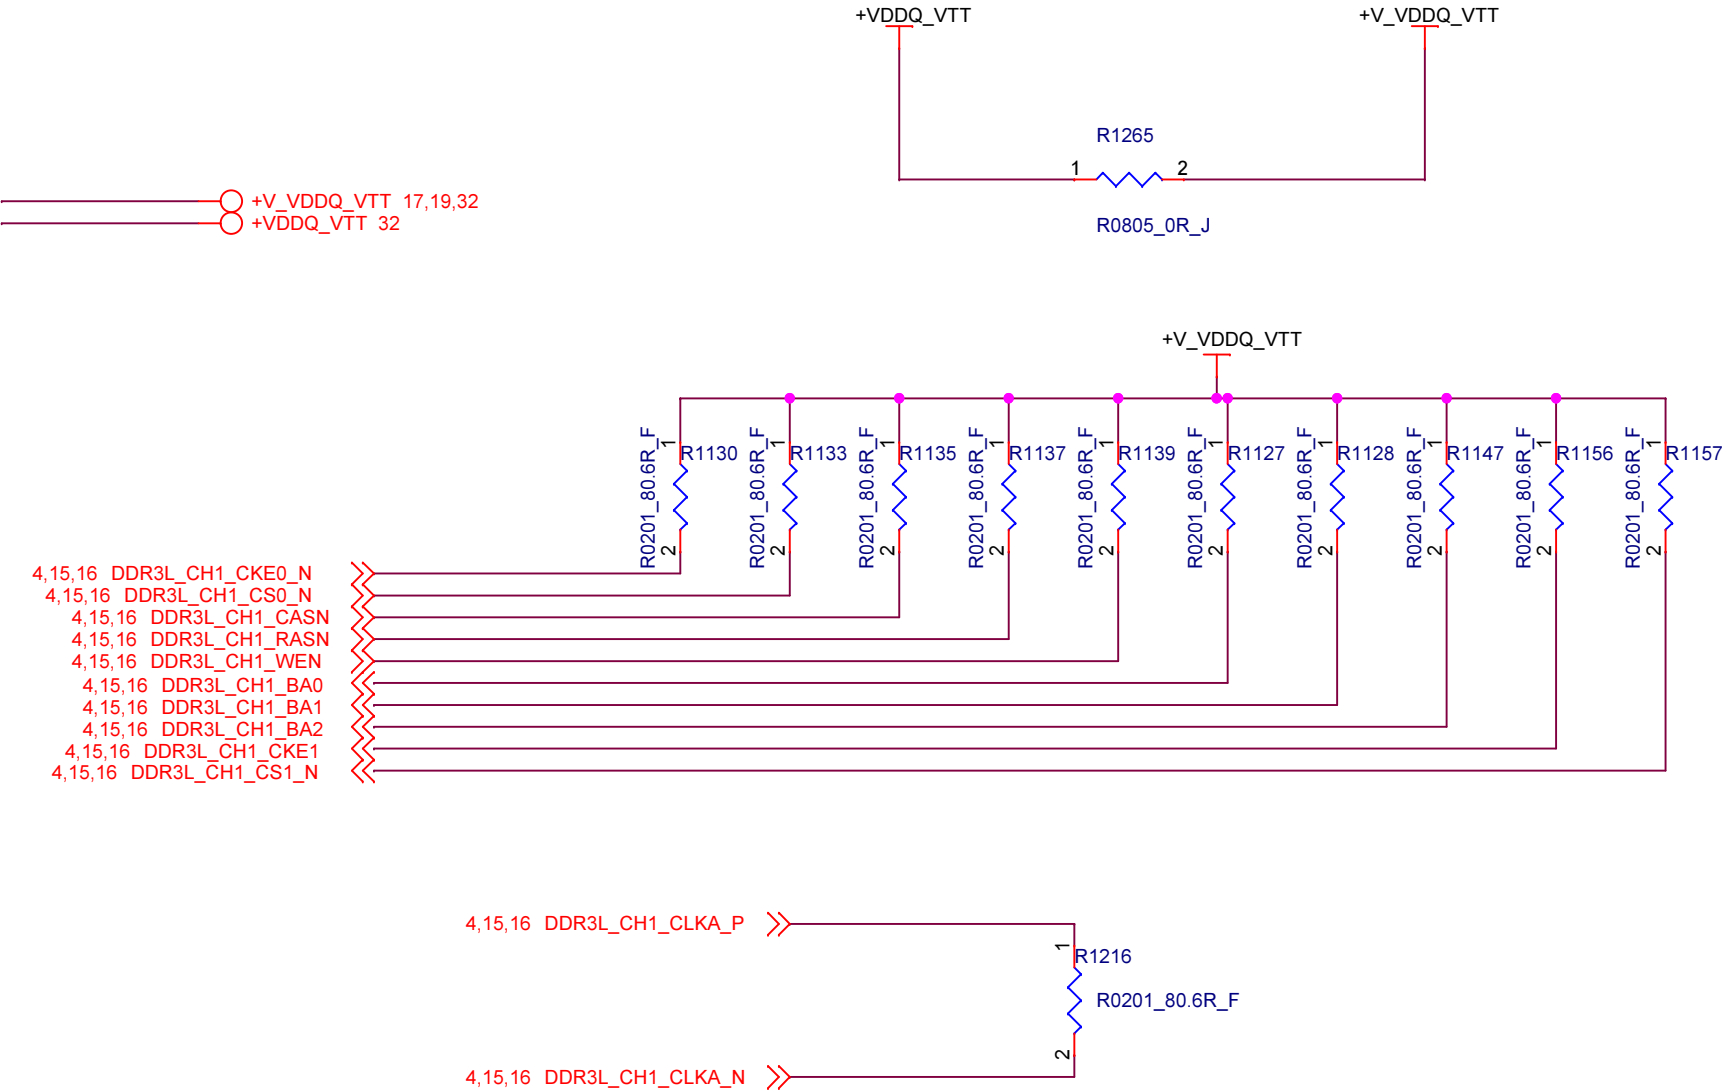 +VDDQ_VTT
+V_VDDQ_VTT
R1265
1
2
R0805_0R_J
+V_VDDQ_VTT 17,19,32
+VDDQ_VTT 32
+V_VDDQ_VTT
R0201_80.6R_F
1
R1130
2
R0201_80.6R_F
1
R1133
2
R0201_80.6R_F
1
R1135
2
R0201_80.6R_F
1
R1137
2
R0201_80.6R_F
1
R1139
2
R0201_80.6R_F
1
R1127
2
R0201_80.6R_F
1
R1128
2
R0201_80.6R_F
1
R1147
2
R0201_80.6R_F
1
R1156
2
R0201_80.6R_F
1
R1157
2
4,15,16 DDR3L_CH1_CKE0_N
4,15,16 DDR3L_CH1_CS0_N
4,15,16 DDR3L_CH1_CASN
4,15,16 DDR3L_CH1_RASN
4,15,16 DDR3L_CH1_WEN
4,15,16 DDR3L_CH1_BA0
4,15,16 DDR3L_CH1_BA1
4,15,16 DDR3L_CH1_BA2
4,15,16 DDR3L_CH1_CKE1
4,15,16 DDR3L_CH1_CS1_N
4,15,16 DDR3L_CH1_CLKA_P
1
R1216
R0201_80.6R_F
2
4,15,16 DDR3L_CH1_CLKA_N